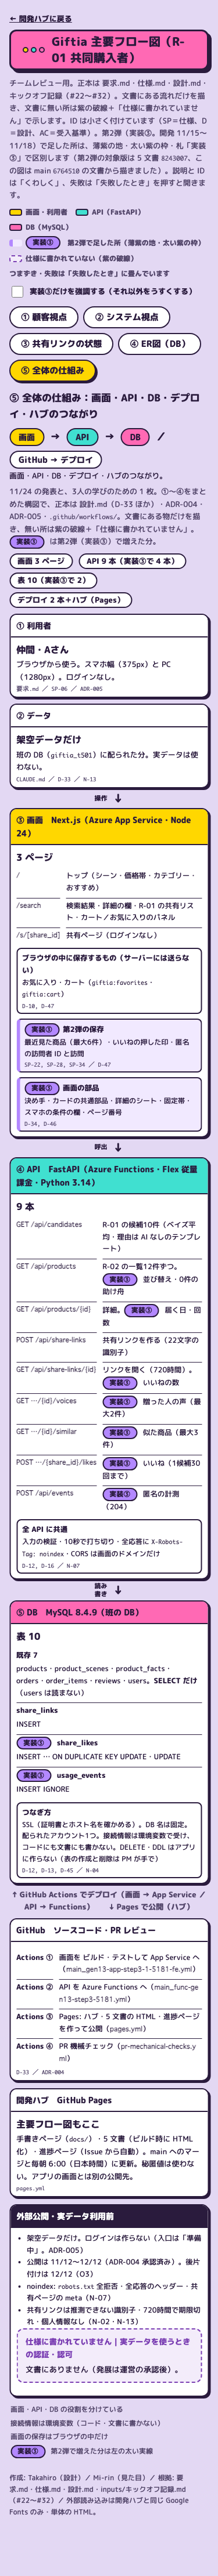 ← 開発ハブに戻る
Giftia 主要フロー図（R-
01 共同購入者）
チームレビュー用。正本は 要求.md・仕様.md・設計.md・
キックオフ記録（#22〜#32）。文書にある流れだけを描
き、文書に無い所は紫の破線＋「仕様に書かれていませ
ん」で示します。IDは小さく付けています（SP＝仕様、D
＝設計、AC＝受入基準）。第2弾（実装③。開発 11/15〜
11/18）で足した所は、薄紫の地・太い紫の枠・札「実装
③」で区別します（第2弾の対象版は 5 文書
画面・利用者
API（FastAPI）
DB（MySQL）
実装③ 第2弾で足した所（薄紫の地・太い紫の枠）
仕様に書かれていない（紫の破線）
つまずき・失敗は「失敗したとき」に畳んでいます
実装③だけを強調する（それ以外をうすくする）
① 顧客視点
② システム視点
③ 共有リンクの状態
④ ER図（DB）
⑤ 全体の仕組み
⑤ 全体の仕組み：画面・API・DB・デプロ
イ・ハブのつながり
画面 → API → DB ／
GitHub → デプロイ
画面・API・DB・デプロイ・ハブのつながり。
11/24 の発表と、3人の学びのための 1 枚。①〜④をまと
めた構図で、正本は 設計.md（D-33 ほか）・ADR-004・
ADR-005・.github/workflows/。文書にある物だけを描
き、無い所は紫の破線＋「仕様に書かれていません」。
実装③ は第2弾（実装③）で増えた分。
画面 3 ページ
API 9 本（実装③で 4 本）
表 10（実装③で 2）
デプロイ 2 本＋ハブ（Pages）
① 利用者
仲間・Aさん
ブラウザから使う。スマホ幅（375px）と PC
（1280px）。ログインなし。
要求.md ／ SP-06 ／ ADR-005
② データ
架空データだけ
班の DB（giftia_t501）に配られた分。実データは使
わない。
CLAUDE.md ／ D-33 ／ N-13
操作 ↓
③ 画面 Next.js（Azure App Service・Node
24）
3 ページ
/ トップ（シーン・価格帯・カテゴリー・
おすすめ）
/search 検索結果・詳細の欄・R-01 の共有リス
ト・カート／お気に入りのパネル
/s/[share_id] 共有ページ（ログインなし）
ブラウザの中に保存するもの（サーバーには送らな
い）
お気に入り・カート（giftia:favorites・
giftia:cart）
D-10、D-47
実装③ 第2弾の保存
最近見た商品（最大6件）・いいねの押した印・匿名
の訪問者 ID と訪問
SP-22、SP-28、SP-34 ／ D-47
実装③ 画面の部品
決め手・カードの共通部品・詳細のシート・固定帯・
スマホの条件の欄・ページ番号
D-34、D-46
呼出 ↓
④ API FastAPI（Azure Functions・Flex 従量
課金・Python 3.14）
9 本
GET /api/candidates R-01 の候補10件（ベイズ平
均・理由は AI なしのテンプレ
ート）
GET /api/products R-02 の一覧12件ずつ。
実装③ 並び替え・0件の
助け舟
GET /api/products/{id} 詳細。 実装③ 届く日・回
数
POST /api/share-links 共有リンクを作る（22文字の
識別子）
GET /api/share-links/{id} リンクを開く（720時間）。
実装③ いいねの数
GET …/{id}/voices 実装③ 贈った人の声（最
大2件）
GET …/{id}/similar 実装③ 似た商品（最大3
件）
POST …/{share_id}/likes 実装③ いいね（1候補30
回まで）
POST /api/events 実装③ 匿名の計測
（204）
全 API に共通
入力の検証・10秒で打ち切り・全応答に X-Robots-
Tag: noindex・CORS は画面のドメインだけ
D-12、D-16 ／ N-07
読み
書き ↓
⑤ DB MySQL 8.4.9（班の DB）
表 10
既存 7
products・product_scenes・product_facts・
orders・order_items・reviews・users。SELECT だけ
（users は読まない）
share_links
INSERT
実装③ share_likes
INSERT … ON DUPLICATE KEY UPDATE・UPDATE
実装③ usage_events
INSERT IGNORE
つなぎ方
SSL（証明書とホスト名を確かめる）。DB 名は固定。
配られたアカウント1つ。接続情報は環境変数で受け、
コードにも文書にも書かない。DELETE・DDL はアプリ
に作らない（表の作成と削除は PM が手で）
D-12、D-13、D-45 ／ N-04
↑ GitHub Actions でデプロイ（画面 → App Service ／
API → Functions） ↓ Pages で公開（ハブ）
GitHub ソースコード・PR レビュー
Actions ① 画面を ビルド・テストして App Service へ
（main_gen13-app-step3-1-5181-fe.yml）
Actions ② API を Azure Functions へ（main_func-ge
n13-step3-5181.yml）
Actions ③ Pages: ハブ・5 文書の HTML・進捗ページ
を作って公開（pages.yml）
Actions ④ PR 機械チェック（pr-mechanical-checks.y
ml）
D-33 ／ ADR-004
開発ハブ GitHub Pages
主要フロー図もここ
手書きページ（docs/）・5 文書（ビルド時に HTML
化）・進捗ページ（Issue から自動）。main へのマー
ジと毎朝 6:00（日本時間）に更新。秘匿値は使わな
い。アプリの画面とは別の公開先。
pages.yml
外部公開・実データ利用前
架空データだけ。ログインは作らない（入口は「準備
中」。ADR-005）
公開は 11/12〜12/12（ADR-004 承認済み）。後片
付けは 12/12（O3）
noindex: robots.txt 全拒否・全応答のヘッダー・共
有ページの meta（N-07）
共有リンクは推測できない識別子・720時間で期限切
れ・個人情報なし（N-02・N-13）
仕様に書かれていません｜実データを使うとき
の認証・認可
文書にありません（発展は運営の承認後）。
画面・API・DB の役割を分けている
接続情報は環境変数（コード・文書に書かない）
画面の保存はブラウザの中だけ
実装③ 第2弾で増えた分は左の太い実線
作成: Takahiro（設計）／ Mi-rin（見た目）／ 根拠: 要
求.md・仕様.md・設計.md・inputs/キックオフ記録.md
（#22〜#32）／ 外部読み込みは開発ハブと同じ Google
Fonts のみ・単体の HTML。